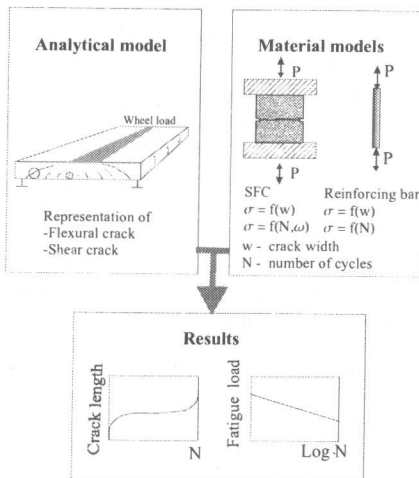 Analytical model
Wheel load
Representation of
-Flexural crack
-Shear crack
Material models
P
P
P
P
SFC
Reinforcing bar
σ = f(w)
σ = f(w)
σ = f(N,ω)
σ = f(N)
w - crack width
N - number of cycles
Results
Crack length
N
Fatigue load
Log N